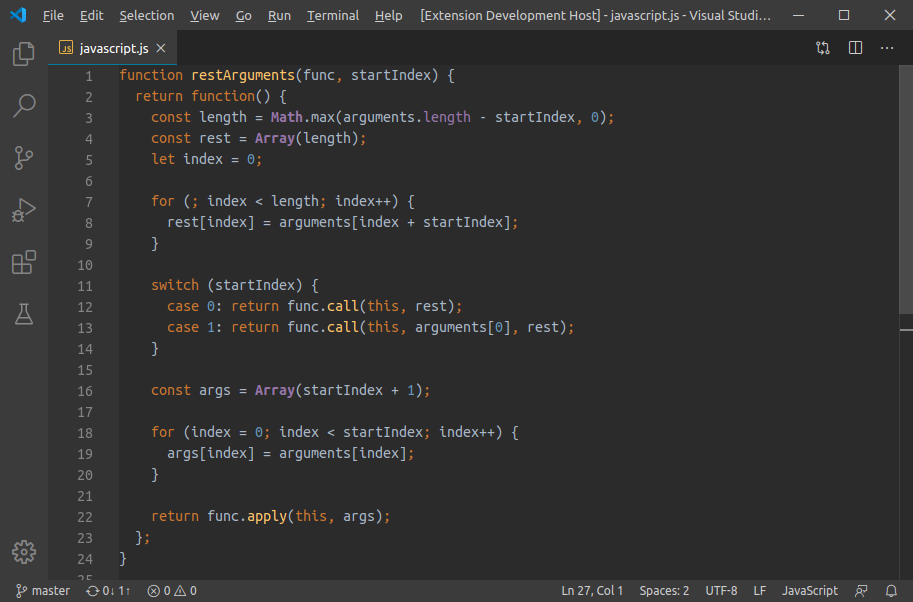 File Edit Selection View Go Run Terminal Help [Extension Development Host] - javascript.js - Visual Studi...
JS javascript.js
1 function restArguments(func, startIndex) {
2   return function() {
3     const length = Math.max(arguments.length - startIndex, 0);
4     const rest = Array(length);
5     let index = 0;
6
7     for (; index < length; index++) {
8       rest[index] = arguments[index + startIndex];
9     }
10
11     switch (startIndex) {
12       case 0: return func.call(this, rest);
13       case 1: return func.call(this, arguments[0], rest);
14     }
15
16     const args = Array(startIndex + 1);
17
18     for (index = 0; index < startIndex; index++) {
19       args[index] = arguments[index];
20     }
21
22     return func.apply(this, args);
23   };
24 }
25
master 0↓ 1↑ 0 0 Ln 27, Col 1 Spaces: 2 UTF-8 LF JavaScript